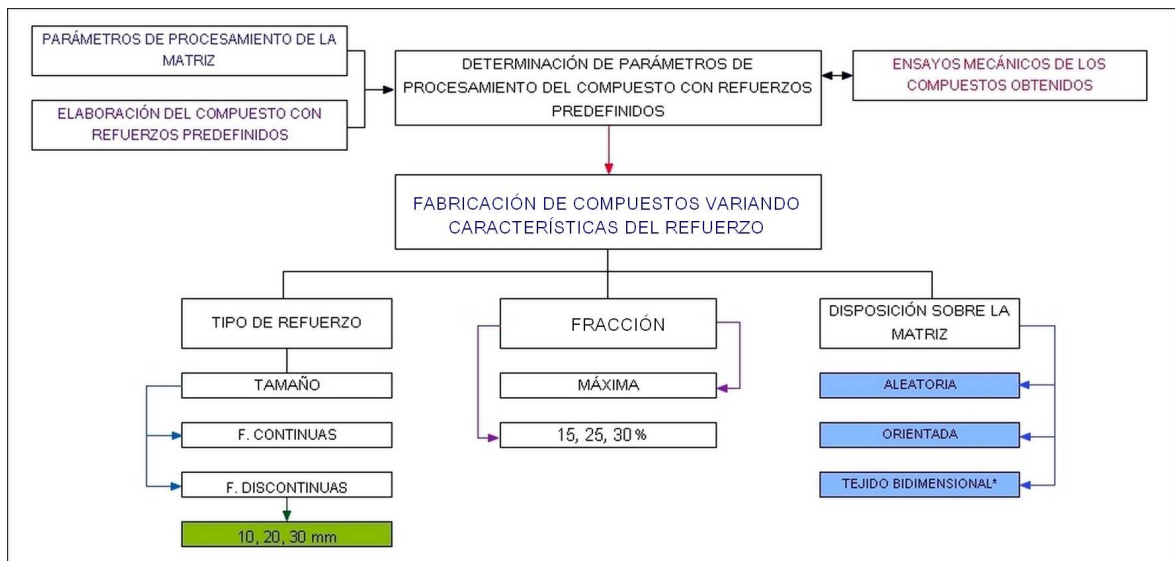 PARÁMETROS DE PROCESAMIENTO DE LA
MATRIZ
ELABORACIÓN DEL COMPUESTO CON
REFUERZOS PREDEFINIDOS
DETERMINACIÓN DE PARÁMETROS DE
PROCESAMIENTO DEL COMPUESTO CON REFUERZOS
PREDEFINIDOS
ENSAYOS MECÁNICOS DE LOS
COMPUESTOS OBTENIDOS
FABRICACIÓN DE COMPUESTOS VARIANDO
CARACTERÍSTICAS DEL REFUERZO
TIPO DE REFUERZO
TAMAÑO
F. CONTINUAS
F. DISCONTINUAS
10, 20, 30 mm
FRACCIÓN
MÁXIMA
15, 25, 30 %
DISPOSICIÓN SOBRE LA
MATRIZ
ALEATORIA
ORIENTADA
TEJIDO BIDIMENSIONAL*